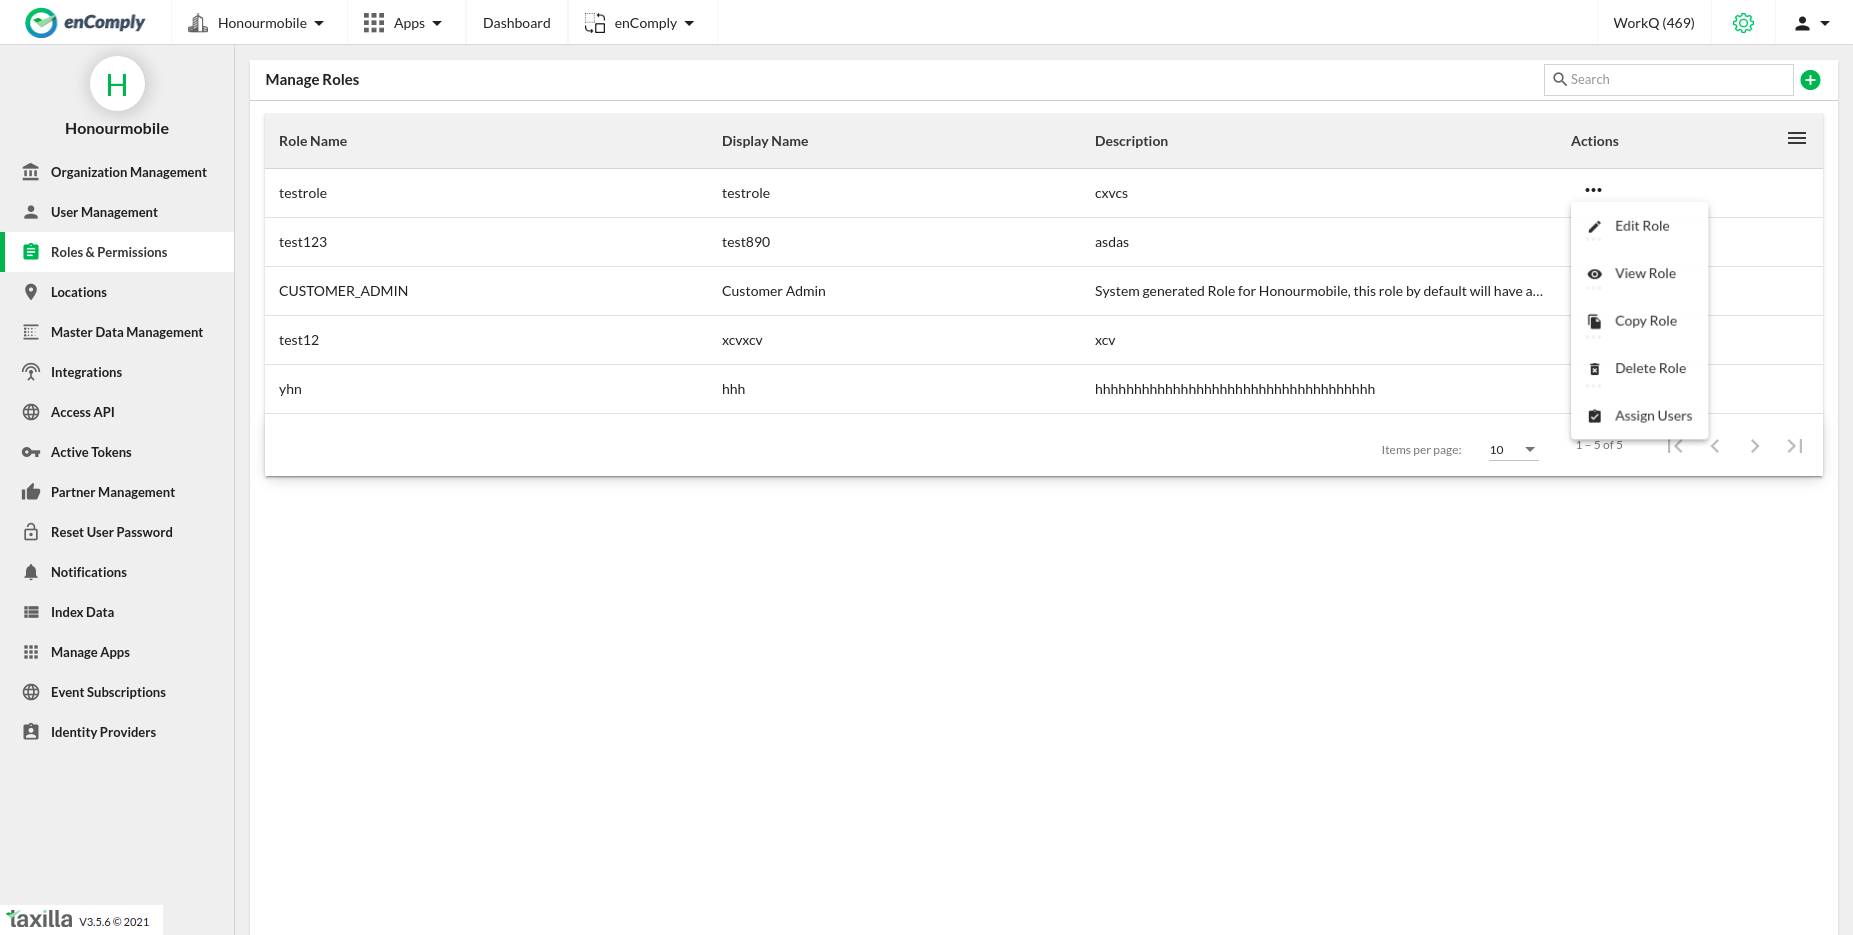 enComply
Honourmobile
Apps
Dashboard
enComply
WorkQ (469)
H
Honourmobile
Organization Management
User Management
Roles & Permissions
Locations
Master Data Management
Integrations
Access API
Active Tokens
Partner Management
Reset User Password
Notifications
Index Data
Manage Apps
Event Subscriptions
Identity Providers
taxilla V3.5.6 © 2021
Manage Roles
Search
Role Name Display Name Description Actions
testrole testrole cxvcs
test123 test890 asdas
CUSTOMER_ADMIN Customer Admin System generated Role for Honourmobile, this role by default will have a...
test12 xcvxcv xcv
yhn hhh hhhhhhhhhhhhhhhhhhhhhhhhhhhhhhhhhhhh
Edit Role
View Role
Copy Role
Delete Role
Assign Users
Items per page: 10 1 – 5 of 5